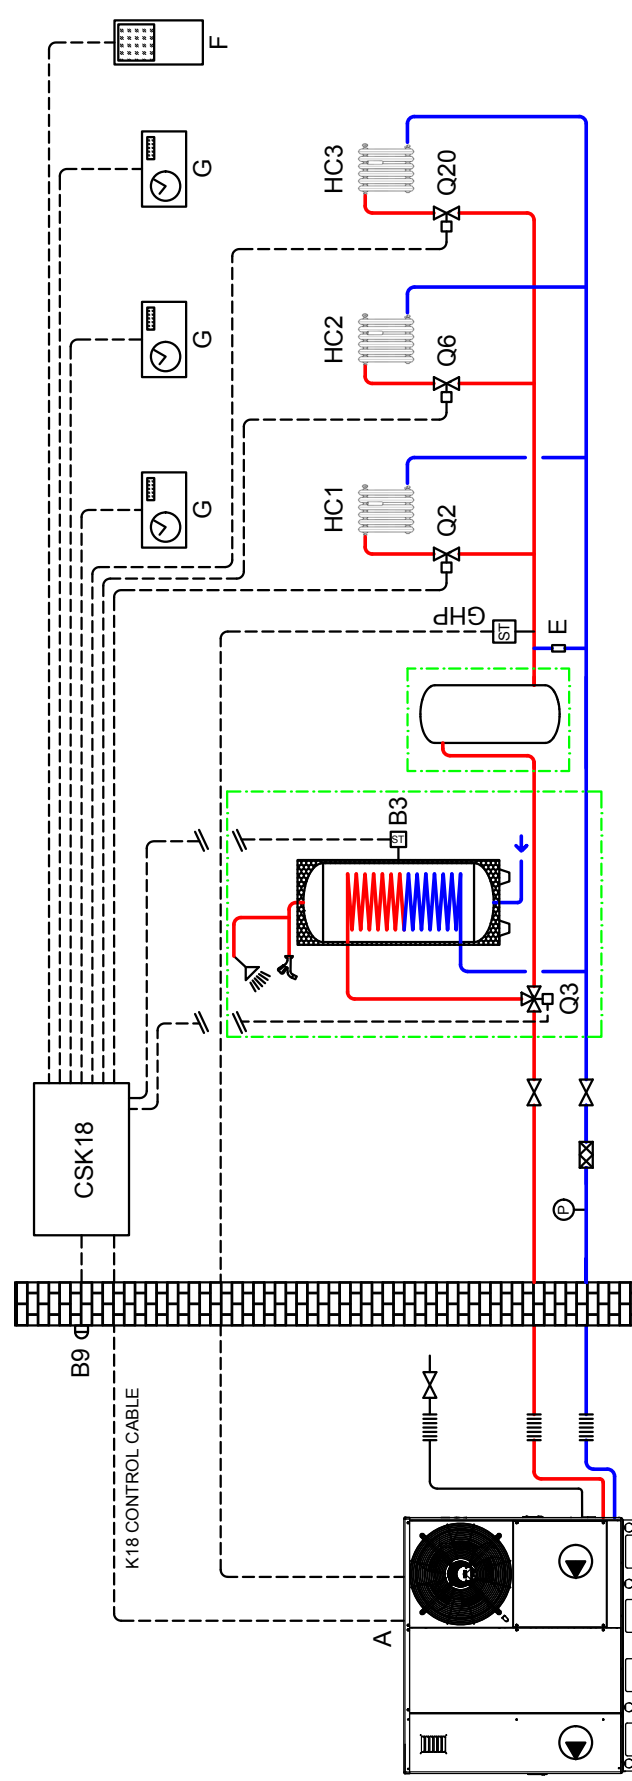 F
G
G
G
HC3
Q20
HC2
Q6
HC1
Q2
GHP
ST
E
B3
ST
Q3
CSK18
P
B9
K18 CONTROL CABLE
A